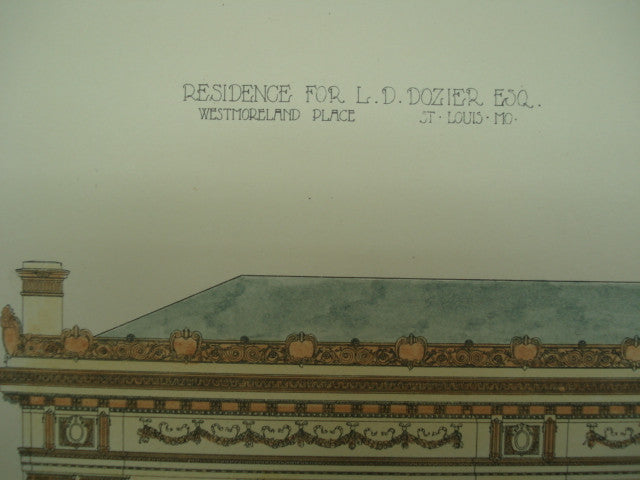 RESIDENCE FOR L.D. DOZIER ESQ.
WESTMORELAND PLACE ST · LOUIS · MO ·